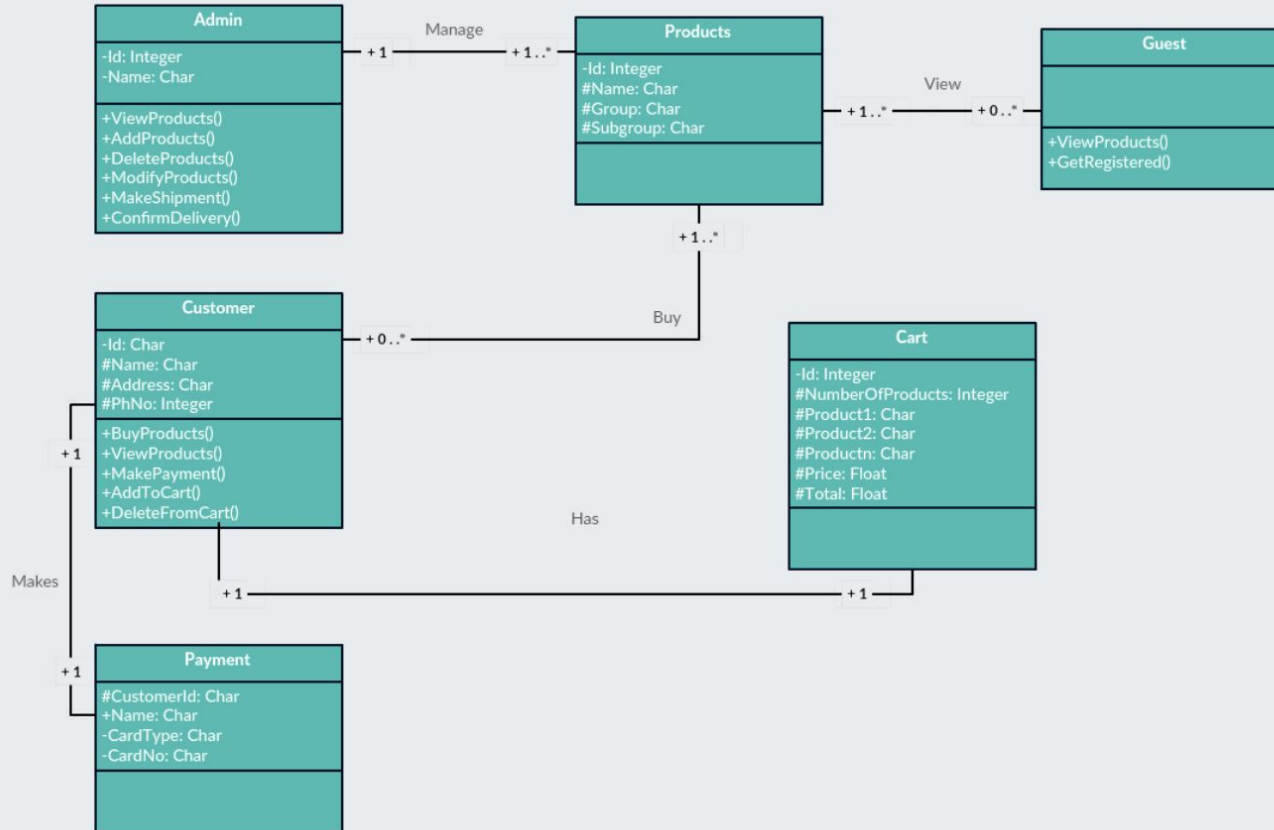 Admin
-Id: Integer
-Name: Char
+ViewProducts()
+AddProducts()
+DeleteProducts()
+ModifyProducts()
+MakeShipment()
+ConfirmDelivery()
Manage
+ 1
+ 1 . . *
Products
-Id: Integer
#Name: Char
#Group: Char
#Subgroup: Char
View
+ 1 . . *
+ 0 . . *
Guest
+ViewProducts()
+GetRegistered()
+ 1 . . *
Buy
+ 0 . . *
Customer
-Id: Char
#Name: Char
#Address: Char
#PhNo: Integer
+BuyProducts()
+ViewProducts()
+MakePayment()
+AddToCart()
+DeleteFromCart()
Cart
-Id: Integer
#NumberOfProducts: Integer
#Product1: Char
#Product2: Char
#Productn: Char
#Price: Float
#Total: Float
Has
+ 1
+ 1
+ 1
Makes
+ 1
Payment
#CustomerId: Char
+Name: Char
-CardType: Char
-CardNo: Char